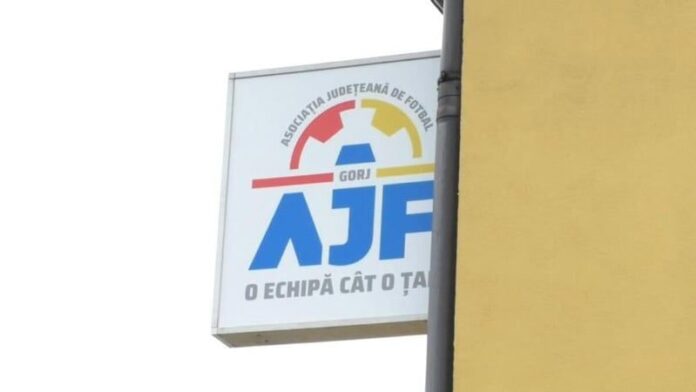 ASOCIAȚIA JUDEȚEANĂ DE FOTBAL
GORJ
AJF
O ECHIPĂ CÂT O